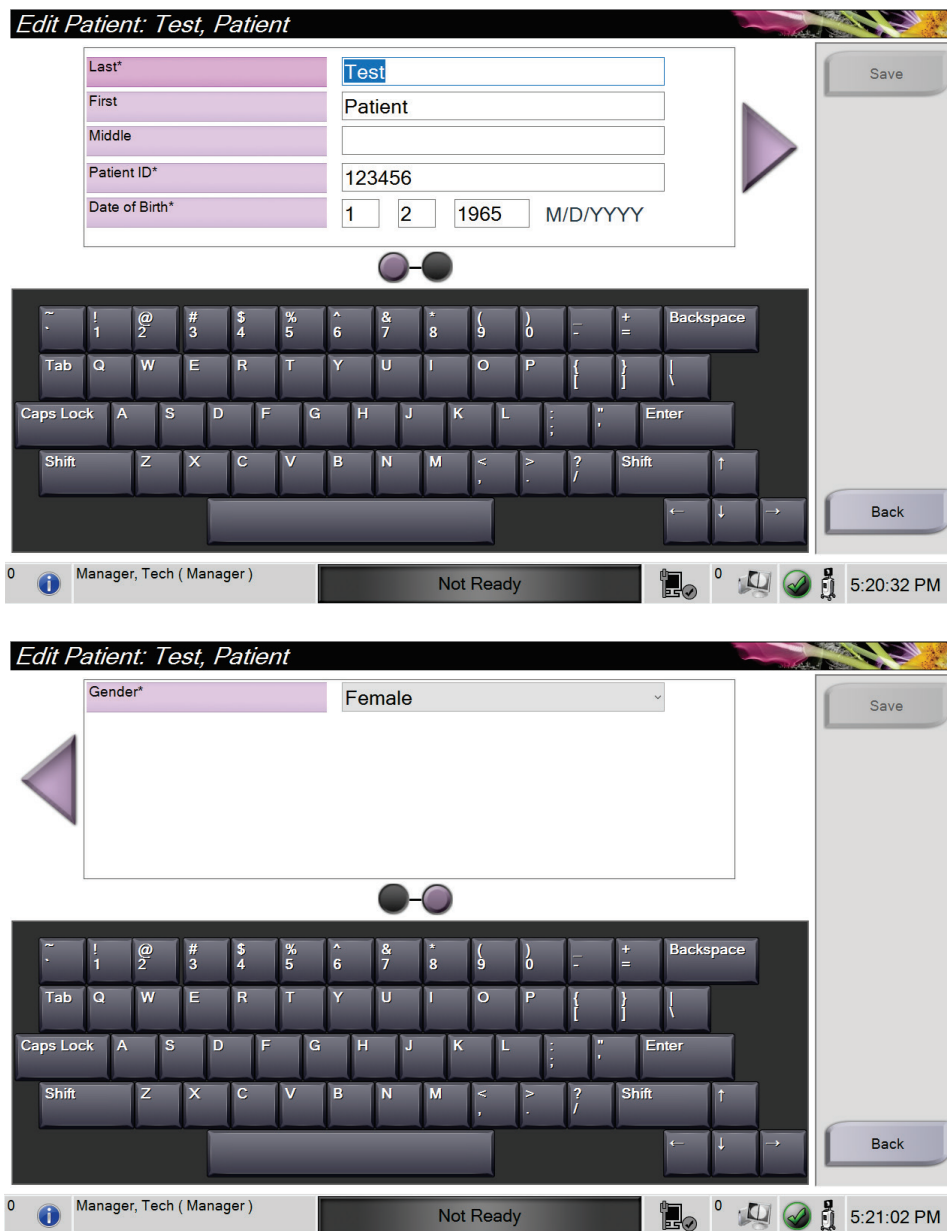 Edit Patient: Test, Patient
Last* Test
First Patient
Middle
Patient ID* 123456
Date of Birth* 1 2 1965 M/D/YYYY
Save
~ ! @ # $ % ^ & * ( ) _ + Backspace
` 1 2 3 4 5 6 7 8 9 0 - =
Tab Q W E R T Y U I O P { } |
[ ] \
Caps Lock A S D F G H J K L : " Enter
; '
Shift Z X C V B N M < > ? Shift ↑
, . /
← ↓ →
Back
0 Manager, Tech ( Manager ) Not Ready 0 5:20:32 PM
Edit Patient: Test, Patient
Gender* Female
Save
~ ! @ # $ % ^ & * ( ) _ + Backspace
` 1 2 3 4 5 6 7 8 9 0 - =
Tab Q W E R T Y U I O P { } |
[ ] \
Caps Lock A S D F G H J K L : " Enter
; '
Shift Z X C V B N M < > ? Shift ↑
, . /
← ↓ →
Back
0 Manager, Tech ( Manager ) Not Ready 0 5:21:02 PM